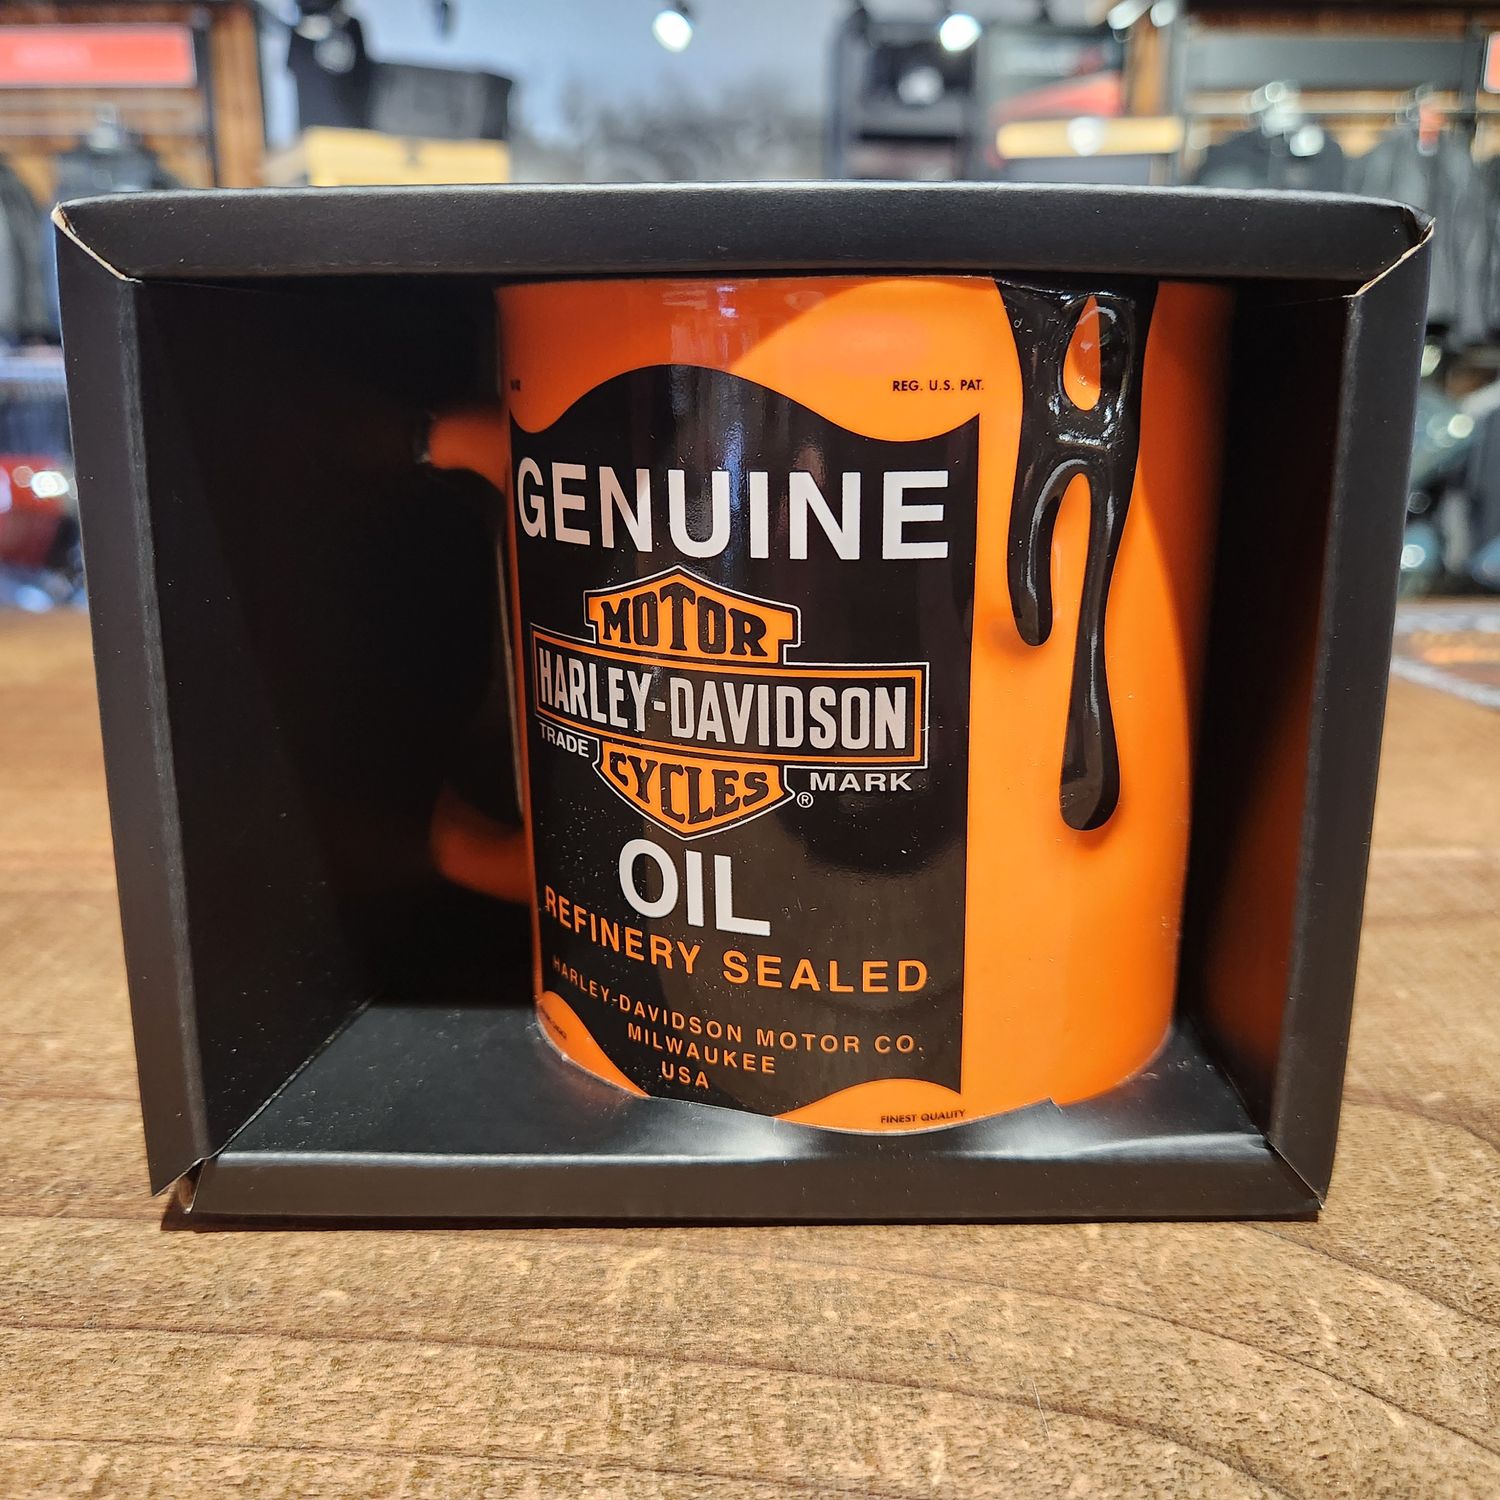 REG. U.S. PAT.
GENUINE
MOTOR
HARLEY-DAVIDSON
TRADE MARK
CYCLES
®
OIL
REFINERY SEALED
HARLEY-DAVIDSON MOTOR CO.
MILWAUKEE
USA
FINEST QUALITY